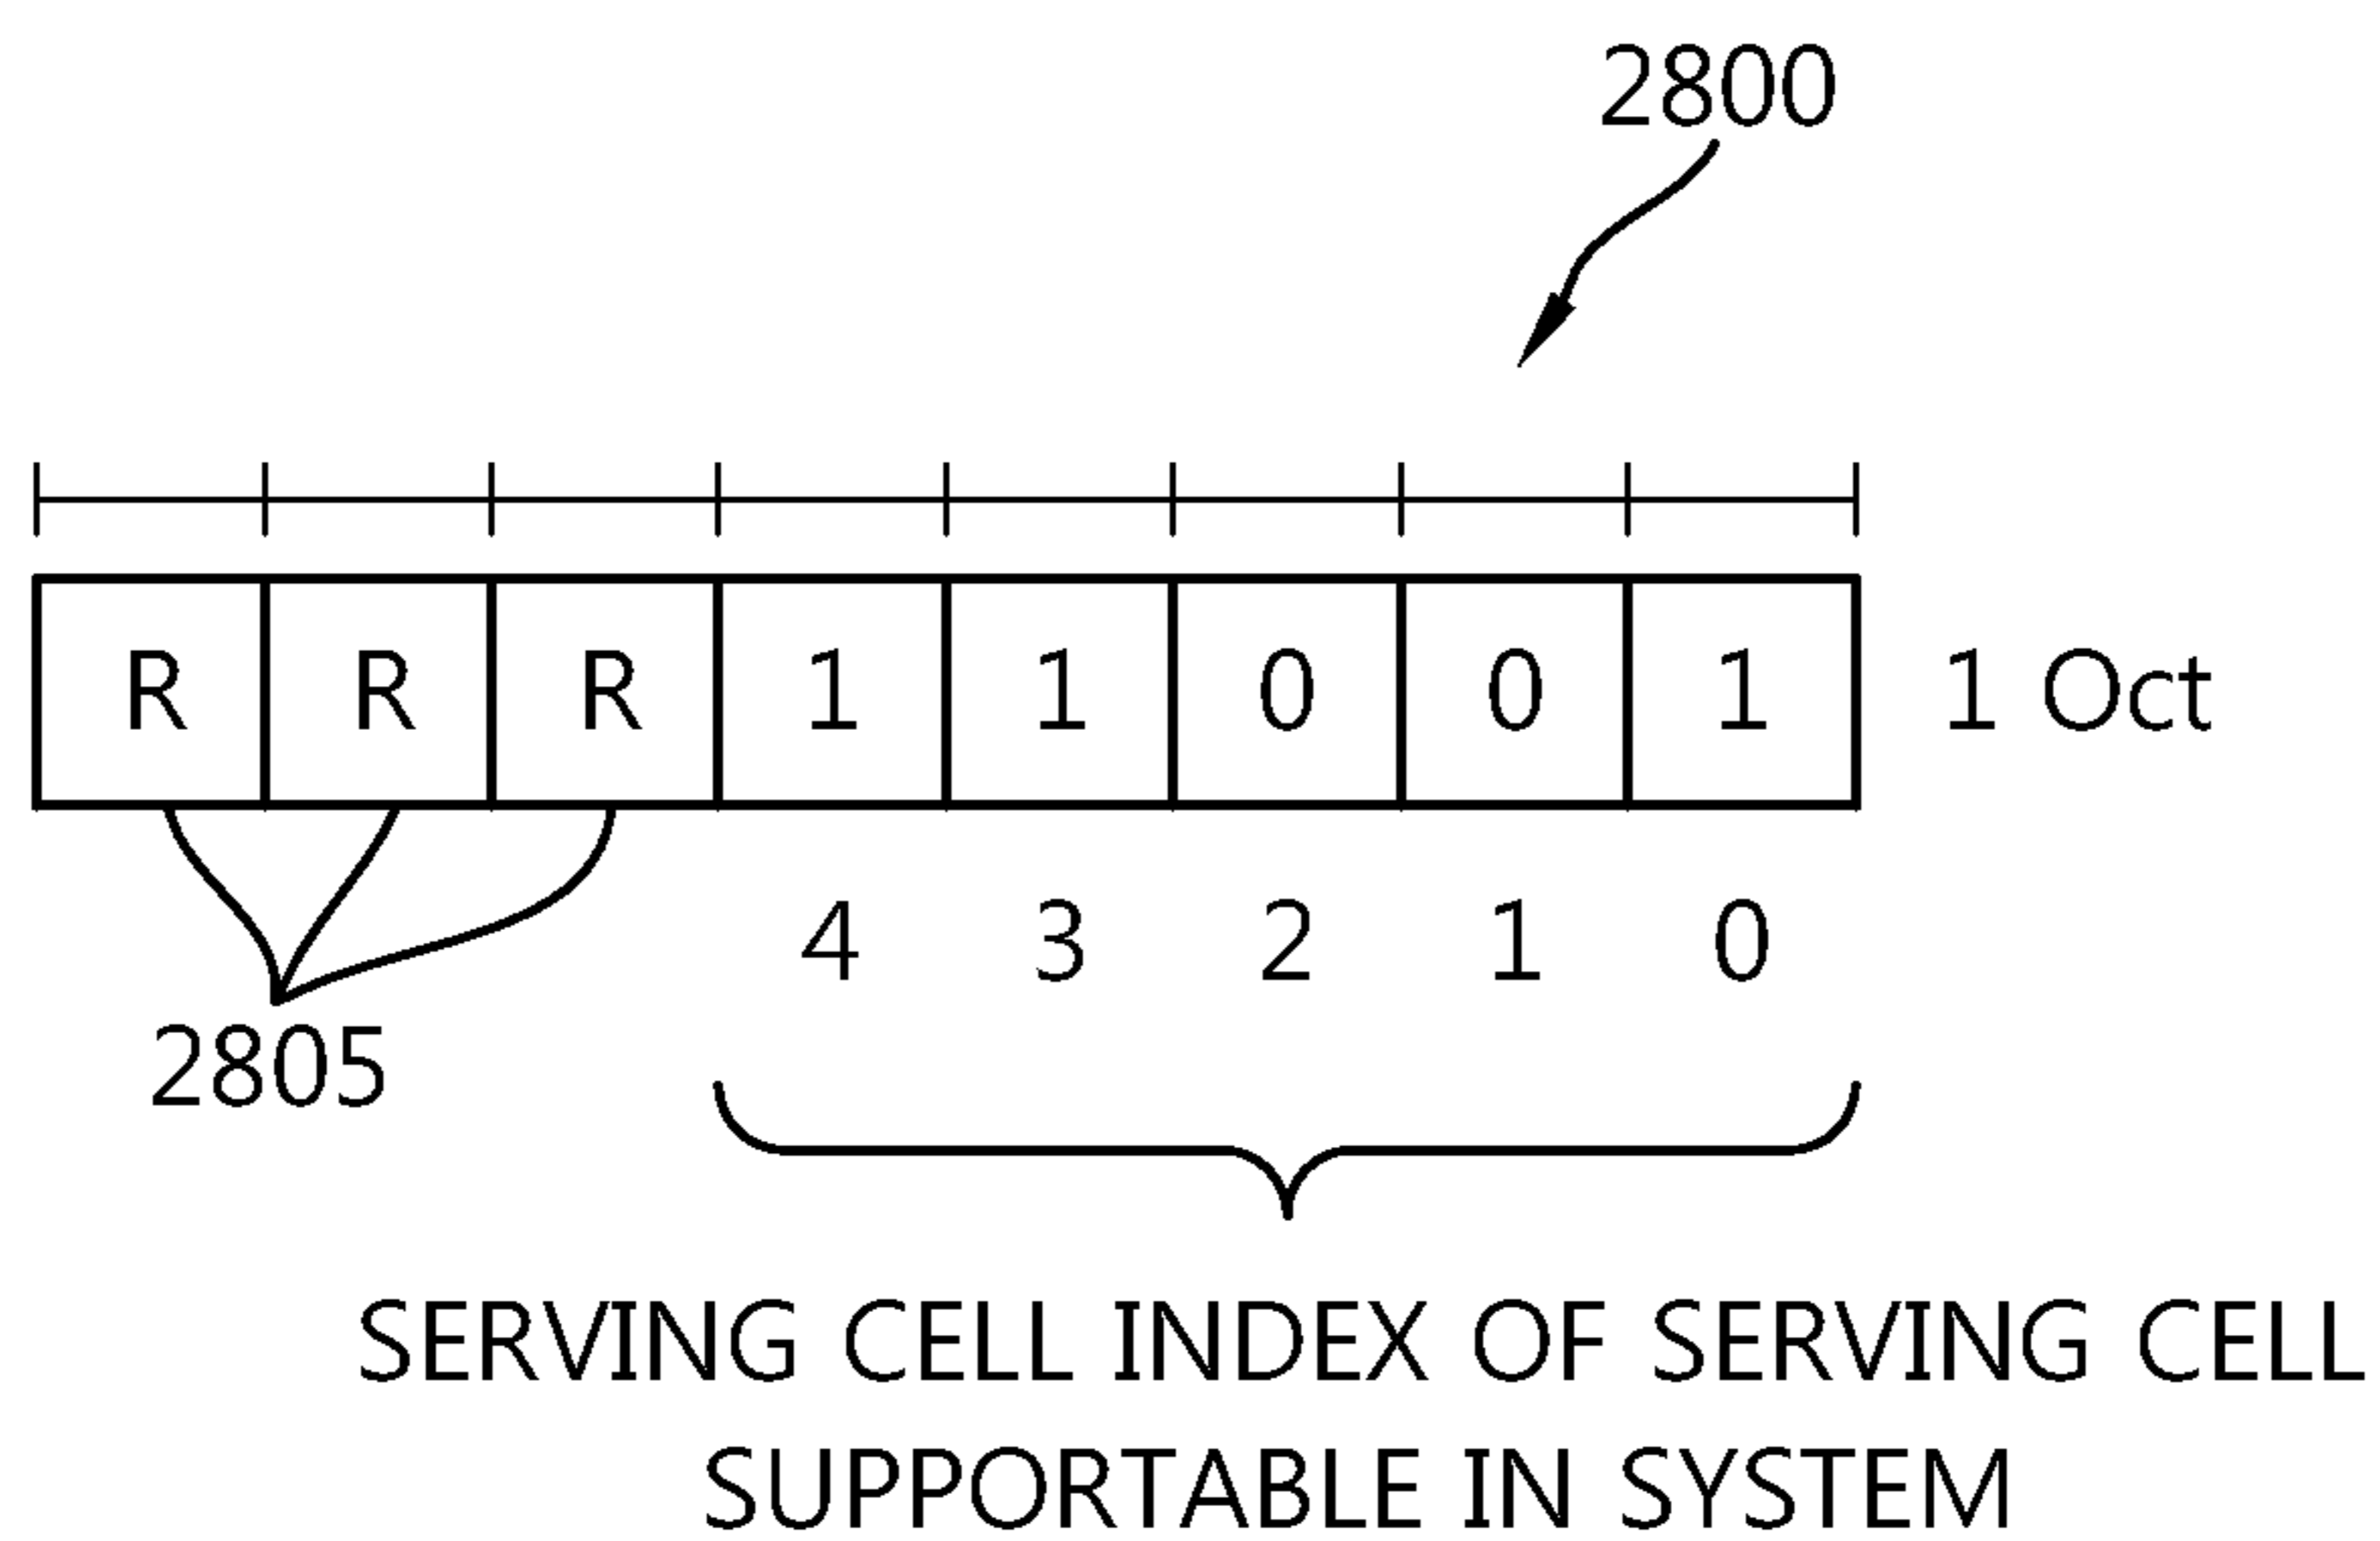 2800
R R R 1 1 0 0 1 1 Oct
4 3 2 1 0
2805
SERVING CELL INDEX OF SERVING CELL
SUPPORTABLE IN SYSTEM